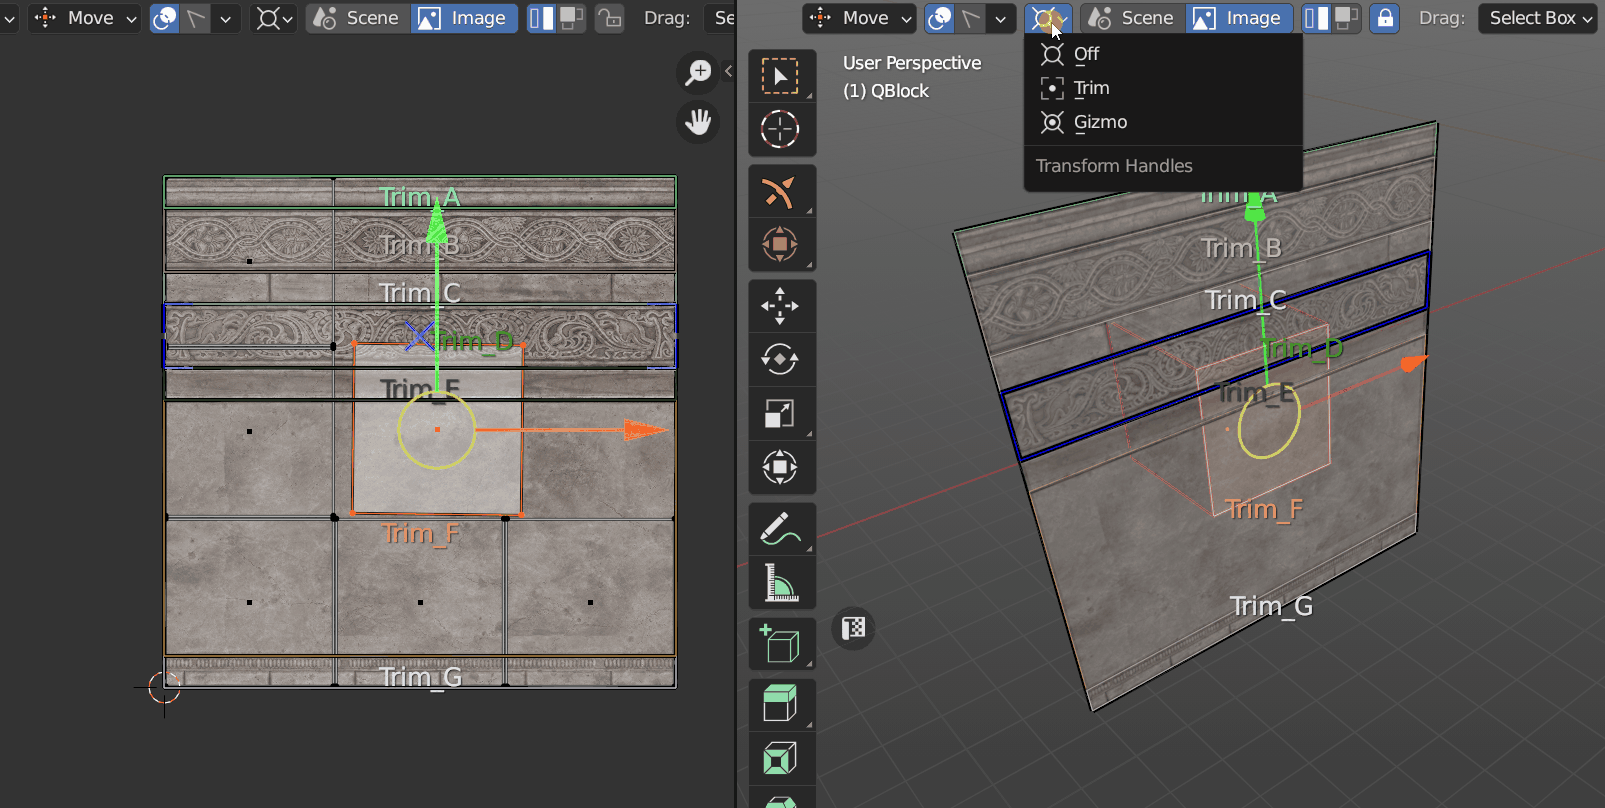 Move
Scene
Image
Drag:
Se
Move
Scene
Image
Drag:
Select Box
User Perspective
(1) QBlock
Off
Trim
Gizmo
Transform Handles
Trim_A
Trim_B
Trim_C
Trim_D
Trim_E
Trim_F
Trim_G
Trim_A
Trim_B
Trim_C
Trim_D
Trim_E
Trim_F
Trim_G